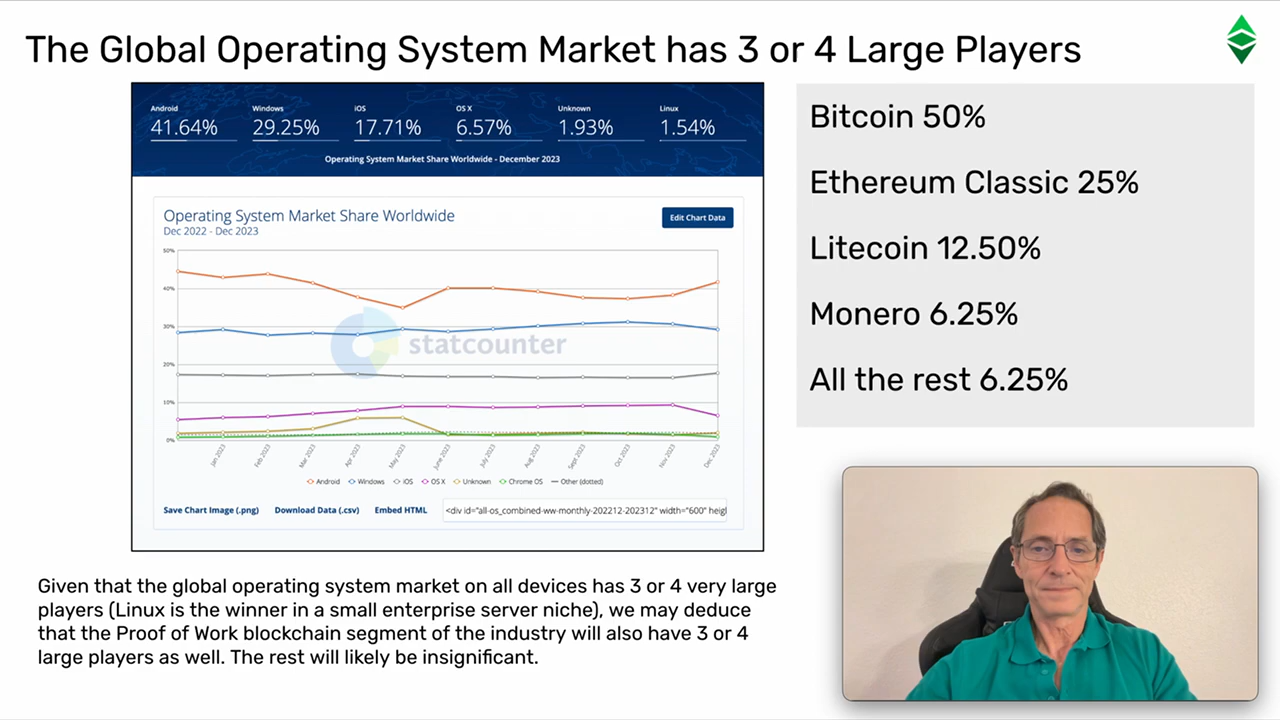 The Global Operating System Market has 3 or 4 Large Players
Android Windows iOS OS X Unknown Linux
41.64% 29.25% 17.71% 6.57% 1.93% 1.54%
Operating System Market Share Worldwide - December 2023
Operating System Market Share Worldwide
Dec 2022 - Dec 2023
Edit Chart Data
50%
40%
30%
20%
10%
0%
statcounter
Jan 2023 Feb 2023 Mar 2023 Apr 2023 May 2023 June 2023 July 2023 Aug 2023 Sept 2023 Oct 2023 Nov 2023 Dec 2023
Android Windows iOS OS X Unknown Chrome OS Other (dotted)
Save Chart Image (.png) Download Data (.csv) Embed HTML <div id="all-os_combined-ww-monthly-202212-202312" width="600" heigl
Bitcoin 50%
Ethereum Classic 25%
Litecoin 12.50%
Monero 6.25%
All the rest 6.25%
Given that the global operating system market on all devices has 3 or 4 very large
players (Linux is the winner in a small enterprise server niche), we may deduce
that the Proof of Work blockchain segment of the industry will also have 3 or 4
large players as well. The rest will likely be insignificant.